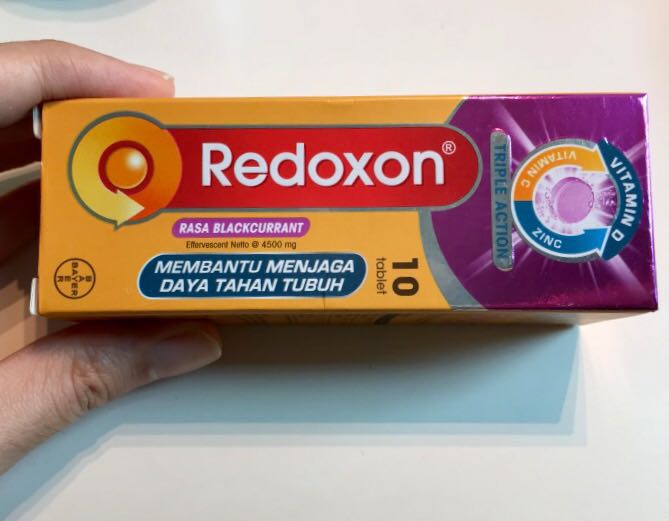 Redoxon®
RASA BLACKCURRANT
Effervescent Netto @ 4500 mg
MEMBANTU MENJAGA
DAYA TAHAN TUBUH
10
tablet
BAYER
BAYER
TRIPLE ACTION
VITAMIN C
VITAMIN D
ZINC